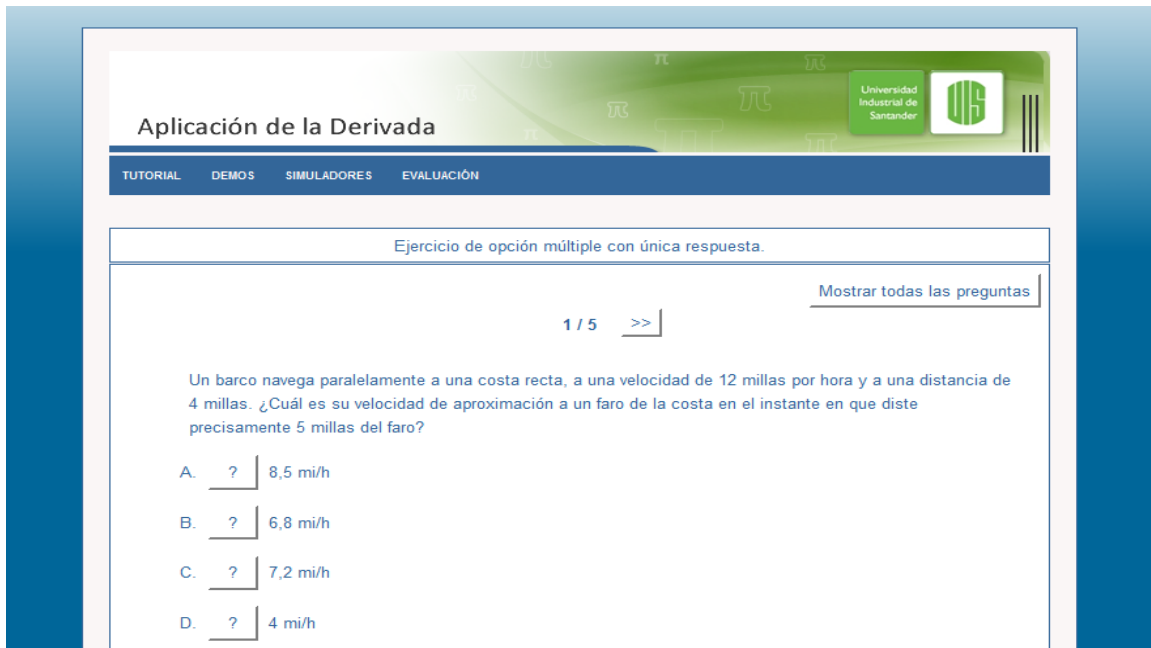 Universidad
Industrial de
Santander
UIS
Aplicación de la Derivada
TUTORIAL DEMOS SIMULADORES EVALUACIÓN
Ejercicio de opción múltiple con única respuesta.
Mostrar todas las preguntas
1 / 5 >>
Un barco navega paralelamente a una costa recta, a una velocidad de 12 millas por hora y a una distancia de
4 millas. ¿Cuál es su velocidad de aproximación a un faro de la costa en el instante en que diste
precisamente 5 millas del faro?
A. ? 8,5 mi/h
B. ? 6,8 mi/h
C. ? 7,2 mi/h
D. ? 4 mi/h